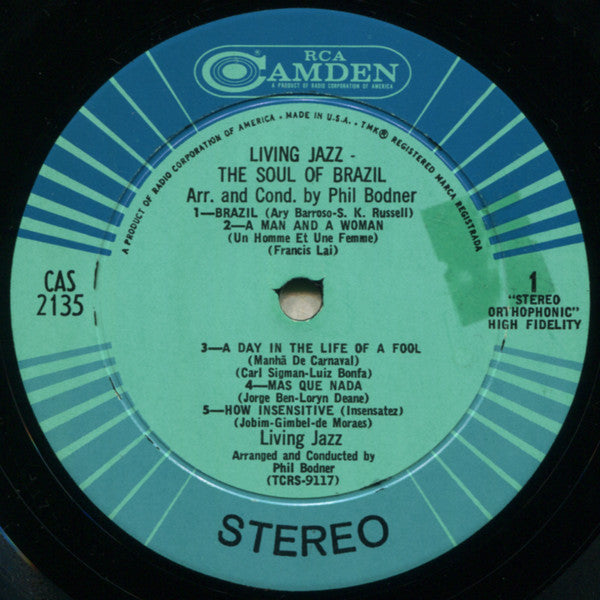 RCA
CAMDEN
A PRODUCT OF RADIO CORPORATION OF AMERICA
A PRODUCT OF RADIO CORPORATION OF AMERICA • MADE IN U.S.A. • TMK® REGISTERED MARCA REGISTRADA
LIVING JAZZ -
THE SOUL OF BRAZIL
Arr. and Cond. by Phil Bodner
1—BRAZIL (Ary Barroso-S. K. Russell)
2—A MAN AND A WOMAN
(Un Homme Et Une Femme)
(Francis Lai)
CAS
2135
1
"STEREO
ORTHOPHONIC"
HIGH FIDELITY
3—A DAY IN THE LIFE OF A FOOL
(Manhã De Carnaval)
(Carl Sigman-Luiz Bonfa)
4—MAS QUE NADA
(Jorge Ben-Loryn Deane)
5—HOW INSENSITIVE (Insensatez)
(Jobim-Gimbel-de Moraes)
Living Jazz
Arranged and Conducted by
Phil Bodner
(TCRS-9117)
STEREO